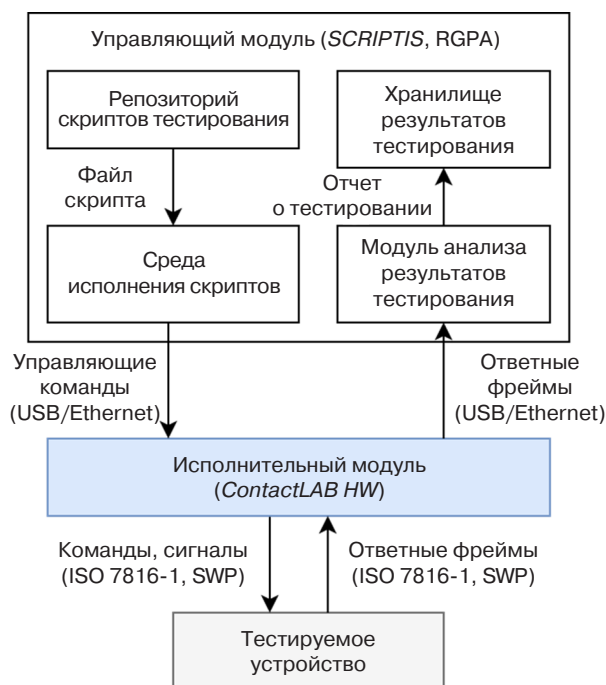 Управляющий модуль (SCRIPTIS, RGPA)
Репозиторий
скриптов тестирования
Файл
скрипта
Среда
исполнения скриптов
Хранилище
результатов
тестирования
Отчет
о тестировании
Модуль анализа
результатов
тестирования
Управляющие
команды
(USB/Ethernet)
Ответные
фреймы
(USB/Ethernet)
Исполнительный модуль
(ContactLAB HW)
Команды, сигналы
(ISO 7816-1, SWP)
Ответные фреймы
(ISO 7816-1, SWP)
Тестируемое
устройство